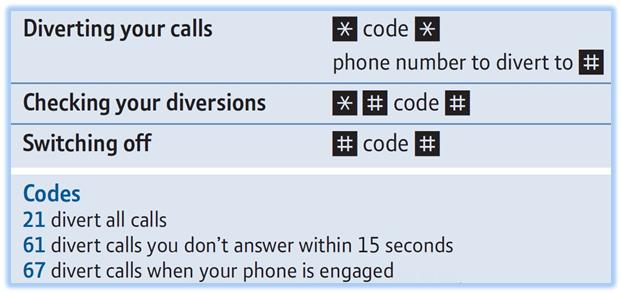 Diverting your calls * code *
phone number to divert to #
Checking your diversions * # code #
Switching off # code #
Codes
21 divert all calls
61 divert calls you don't answer within 15 seconds
67 divert calls when your phone is engaged